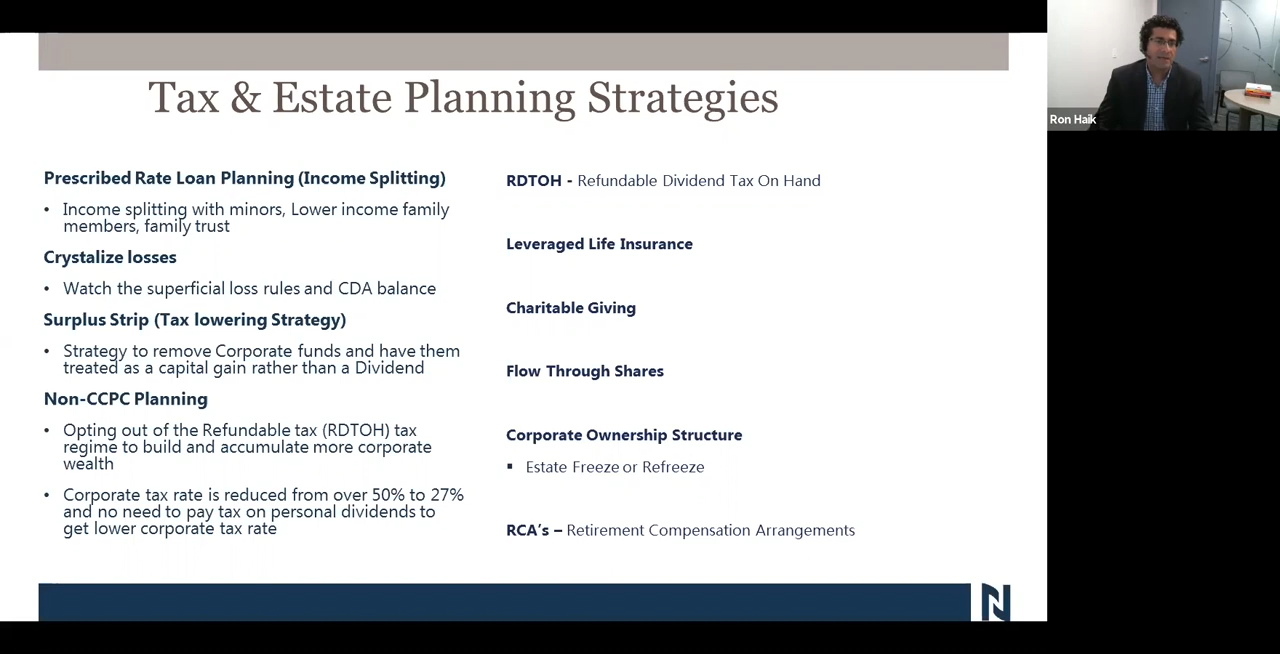 Tax & Estate Planning Strategies
Prescribed Rate Loan Planning (Income Splitting)
• Income splitting with minors, Lower income family
members, family trust
Crystalize losses
• Watch the superficial loss rules and CDA balance
Surplus Strip (Tax lowering Strategy)
• Strategy to remove Corporate funds and have them
treated as a capital gain rather than a Dividend
Non-CCPC Planning
• Opting out of the Refundable tax (RDTOH) tax
regime to build and accumulate more corporate
wealth
• Corporate tax rate is reduced from over 50% to 27%
and no need to pay tax on personal dividends to
get lower corporate tax rate
RDTOH - Refundable Dividend Tax On Hand
Leveraged Life Insurance
Charitable Giving
Flow Through Shares
Corporate Ownership Structure
▪ Estate Freeze or Refreeze
RCA’s – Retirement Compensation Arrangements
N
Ron Haik